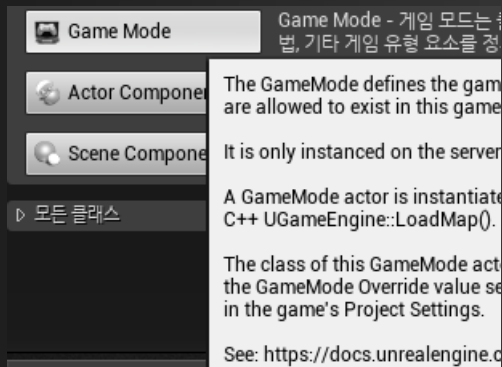 Game Mode
Game Mode - 게임 모드는
법, 기타 게임 유형 요소를 정
Actor Compone
Scene Compone
모든 클래스
The GameMode defines the gam
are allowed to exist in this game
It is only instanced on the server
A GameMode actor is instantiate
C++ UGameEngine::LoadMap().
The class of this GameMode act
the GameMode Override value se
in the game's Project Settings.
See: https://docs.unrealengine.c